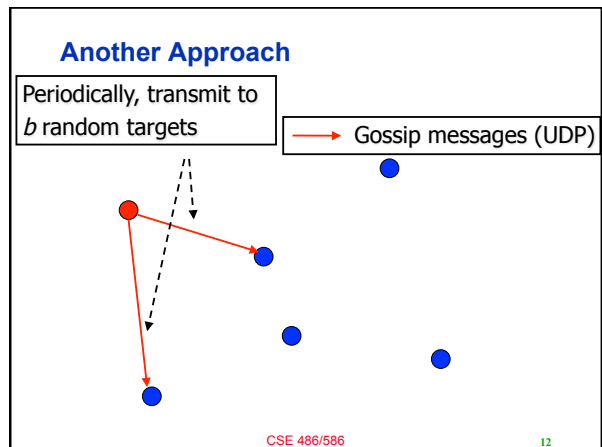 Another Approach
Periodically, transmit to
b random targets
Gossip messages (UDP)
CSE 486/586
12